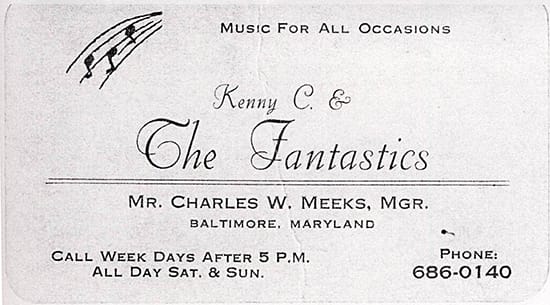 Music For All Occasions
Kenny C. &
The Fantastics
Mr. Charles W. Meeks, Mgr.
Baltimore, Maryland
Call Week Days After 5 P.M.
All Day Sat. & Sun.
Phone:
686-0140